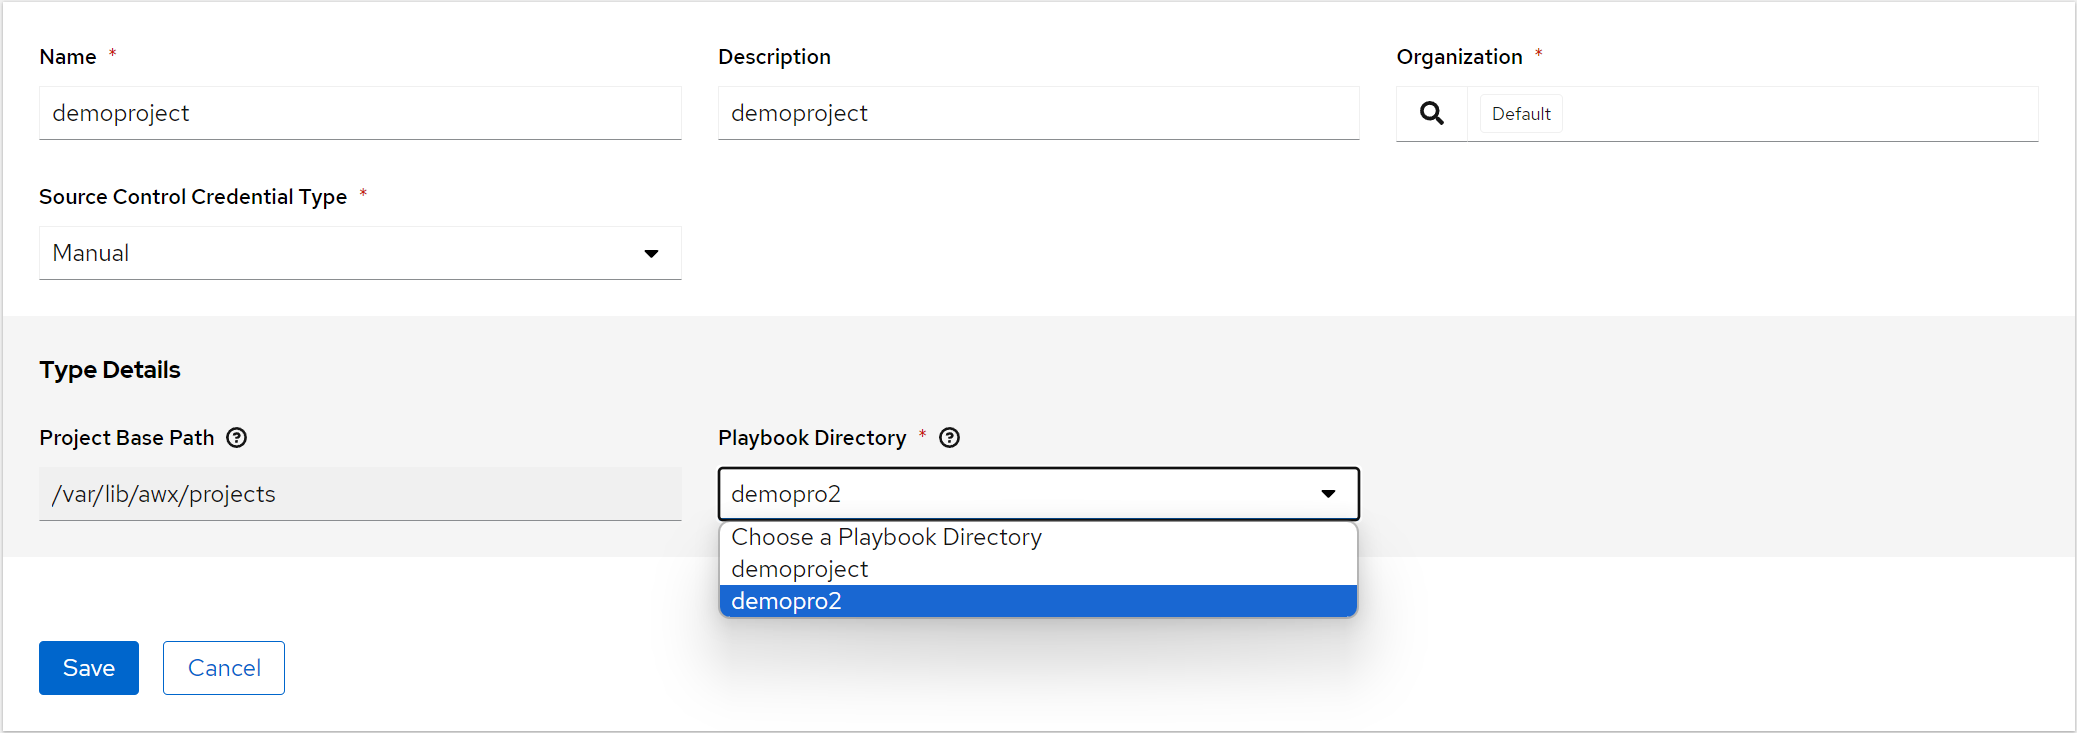 Name *
Description
Organization *
demoproject
demoproject
Default
Source Control Credential Type *
Manual
Type Details
Project Base Path
Playbook Directory *
/var/lib/awx/projects
demopro2
Choose a Playbook Directory
demoproject
demopro2
Save
Cancel